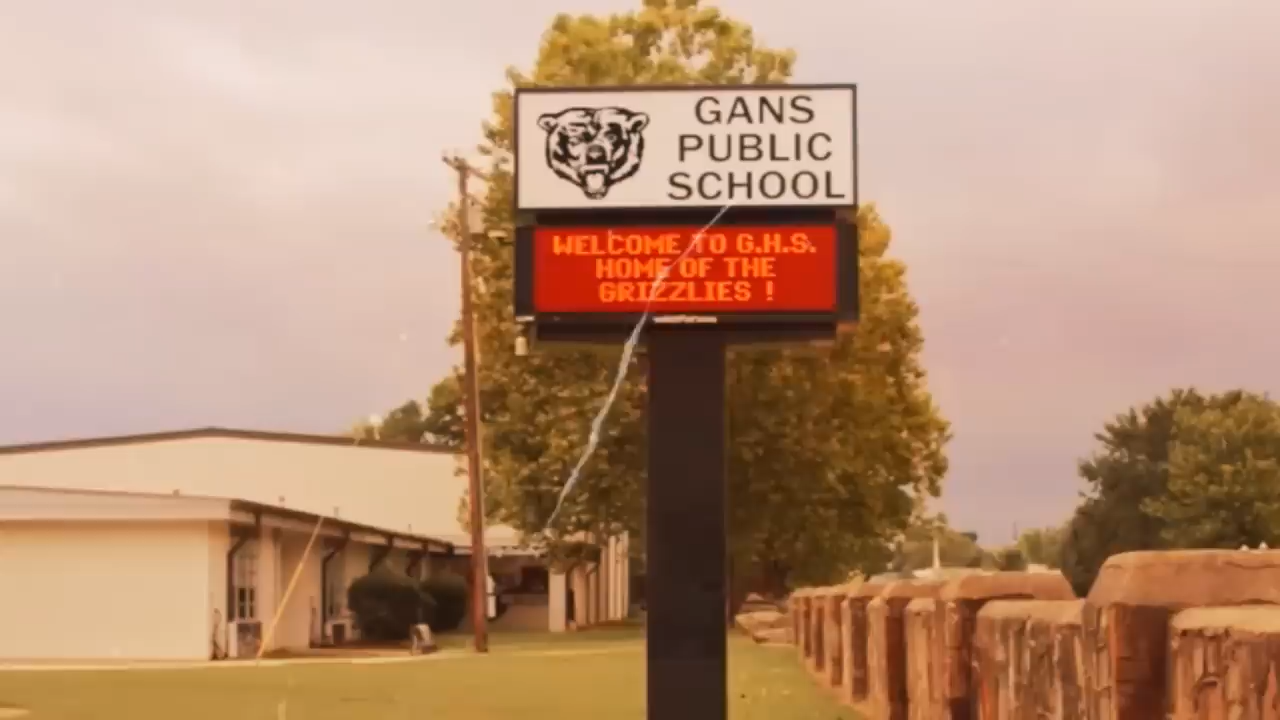 GANS
PUBLIC
SCHOOL
WELCOME TO G.H.S.
HOME OF THE
GRIZZLIES !